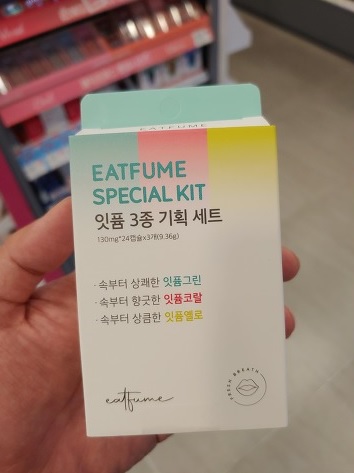 EATFUME
EATFUME
SPECIAL KIT
잇퓸 3종 기획 세트
130mg*24캡슐x3개(9.36g)
· 속부터 상쾌한 잇퓸그린
· 속부터 향긋한 잇퓸코랄
· 속부터 상큼한 잇퓸옐로
eatfume
FRESH BREATH